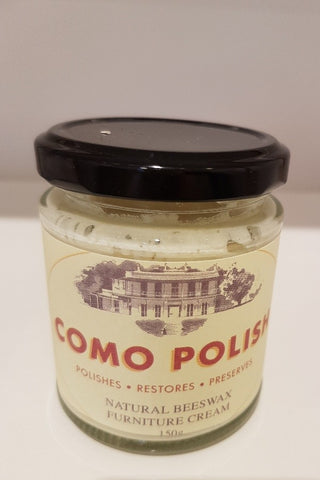 COMO POLISH
POLISHES • RESTORES • PRESERVES
NATURAL BEESWAX
FURNITURE CREAM
150g